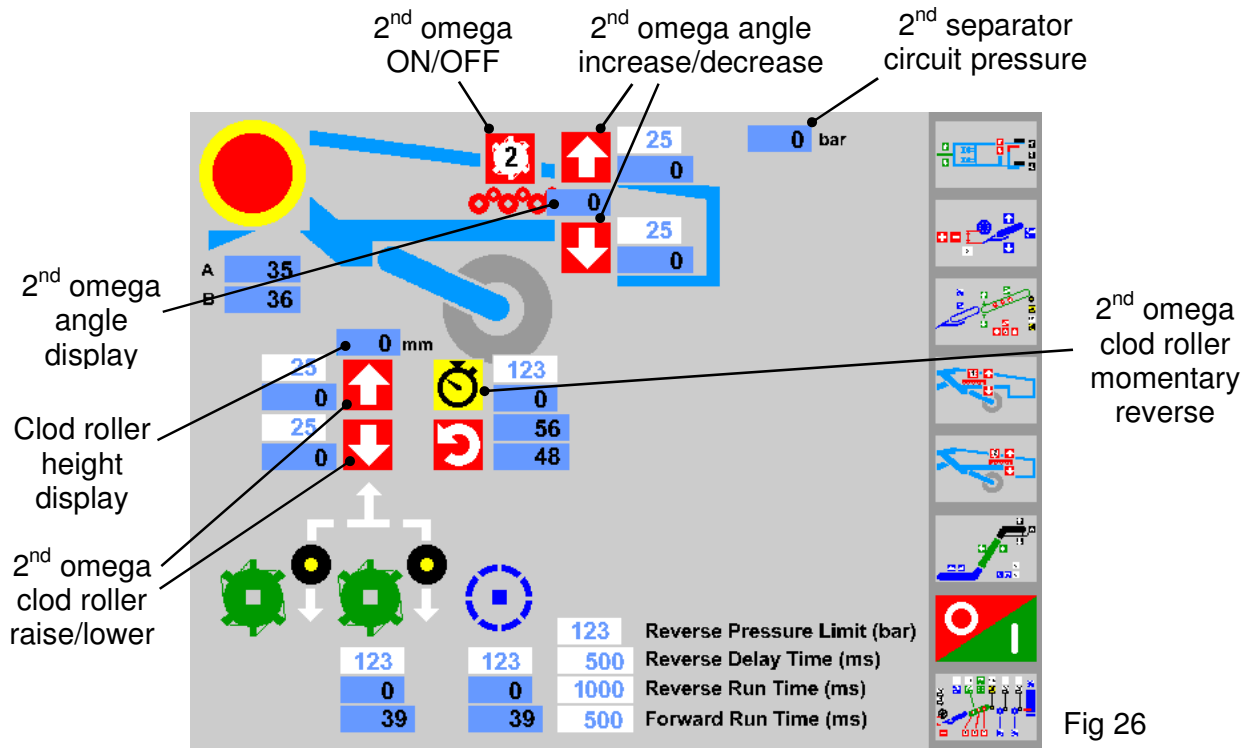 2nd omega
ON/OFF
2nd omega angle
increase/decrease
2nd separator
circuit pressure
2
25
0
0 bar
0
25
0
A 35
B 36
2nd omega
angle
display
2nd omega
clod roller
momentary
reverse
0 mm
25
0
25
0
123
0
56
48
Clod roller
height
display
2nd omega
clod roller
raise/lower
123 Reverse Pressure Limit (bar)
123 123 500 Reverse Delay Time (ms)
0 0 1000 Reverse Run Time (ms)
39 39 500 Forward Run Time (ms)
Fig 26